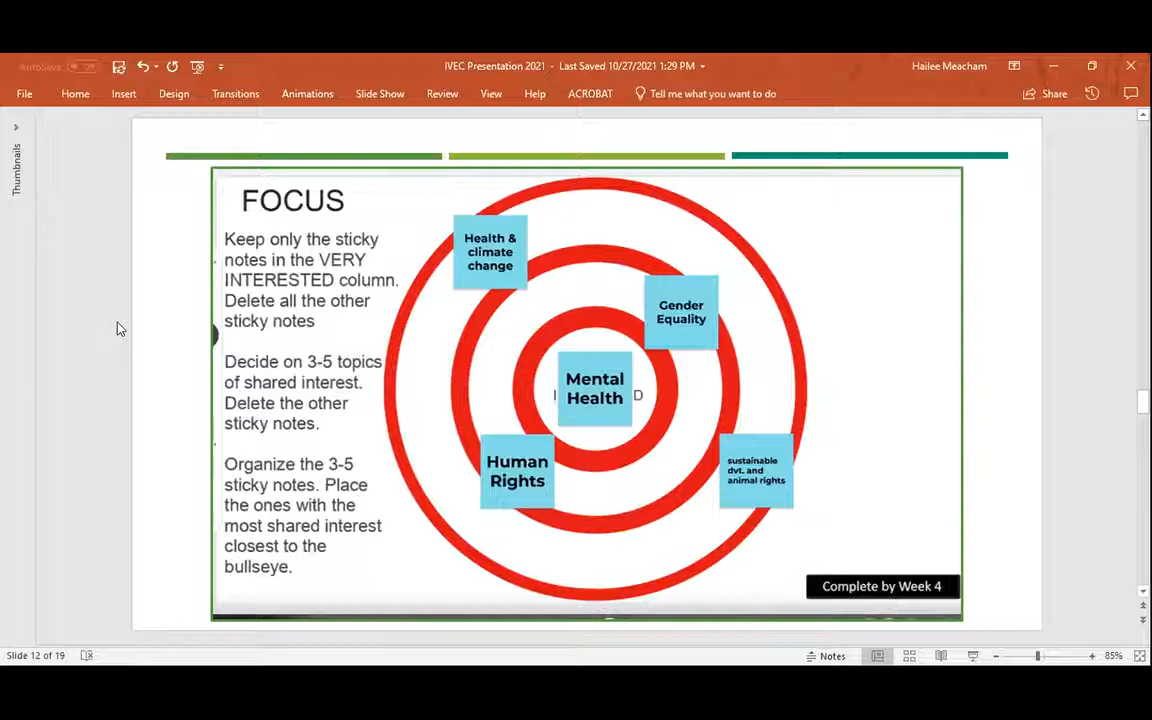 AutoSave Off
IVEC Presentation 2021 - Last Saved 10/27/2021 1:29 PM
Hailee Meacham
File Home Insert Design Transitions Animations Slide Show Review View Help ACROBAT Tell me what you want to do Share
Thumbnails
FOCUS
Keep only the sticky
notes in the VERY
INTERESTED column.
Delete all the other
sticky notes
Decide on 3-5 topics
of shared interest.
Delete the other
sticky notes.
Organize the 3-5
sticky notes. Place
the ones with the
most shared interest
closest to the
bullseye.
Health &
climate
change
Gender
Equality
Mental
Health
Human
Rights
sustainable
dvt. and
animal rights
Complete by Week 4
Slide 12 of 19
Notes
85%